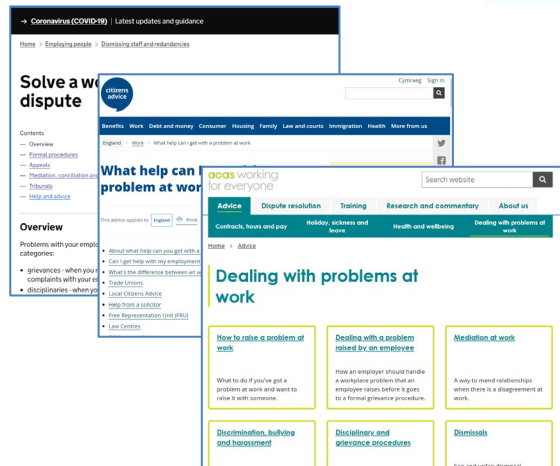 → Coronavirus (COVID-19) | Latest updates and guidance
Home > Employing people > Dismissing staff and redundancies
Solve a
dispute
Contents
— Overview
— Formal procedures
— Appeals
— Mediation, conciliation
— Tribunals
— Help and advice
Overview
Problems with your
categories:
• grievances - when you
complaints with your
• disciplinaries - when
citizens
advice
Cymraeg Sign in
Benefits Work Debt and money Consumer Housing Family Law and courts Immigration Health More from us
England Work What help can I get with a problem at work
What help can I
problem at
This advice applies to: England Print
• About what help can you get with a
• Can I get help with my employment
• What's the difference between an
• Trade Unions
• Local Citizens Advice
• Help from a solicitor
• Free Representation Unit (FRU)
• Law Centres
acas working
for everyone
Search website
Advice Dispute resolution Training Research and commentary About us
Contracts, hours and pay Holiday, sickness and leave Health and wellbeing Dealing with problems at work
Home > Advice
Dealing with problems at
work
How to raise a problem at
work
What to do if you've got a
problem at work and want to
raise it with someone.
Dealing with a problem
raised by an employee
How an employer should handle
a workplace problem that an
employee raises before it goes
to a formal grievance procedure.
Mediation at work
A way to mend relationships
when there is a disagreement at
work.
Discrimination, bullying
and harassment
Disciplinary and
grievance procedures
Dismissals